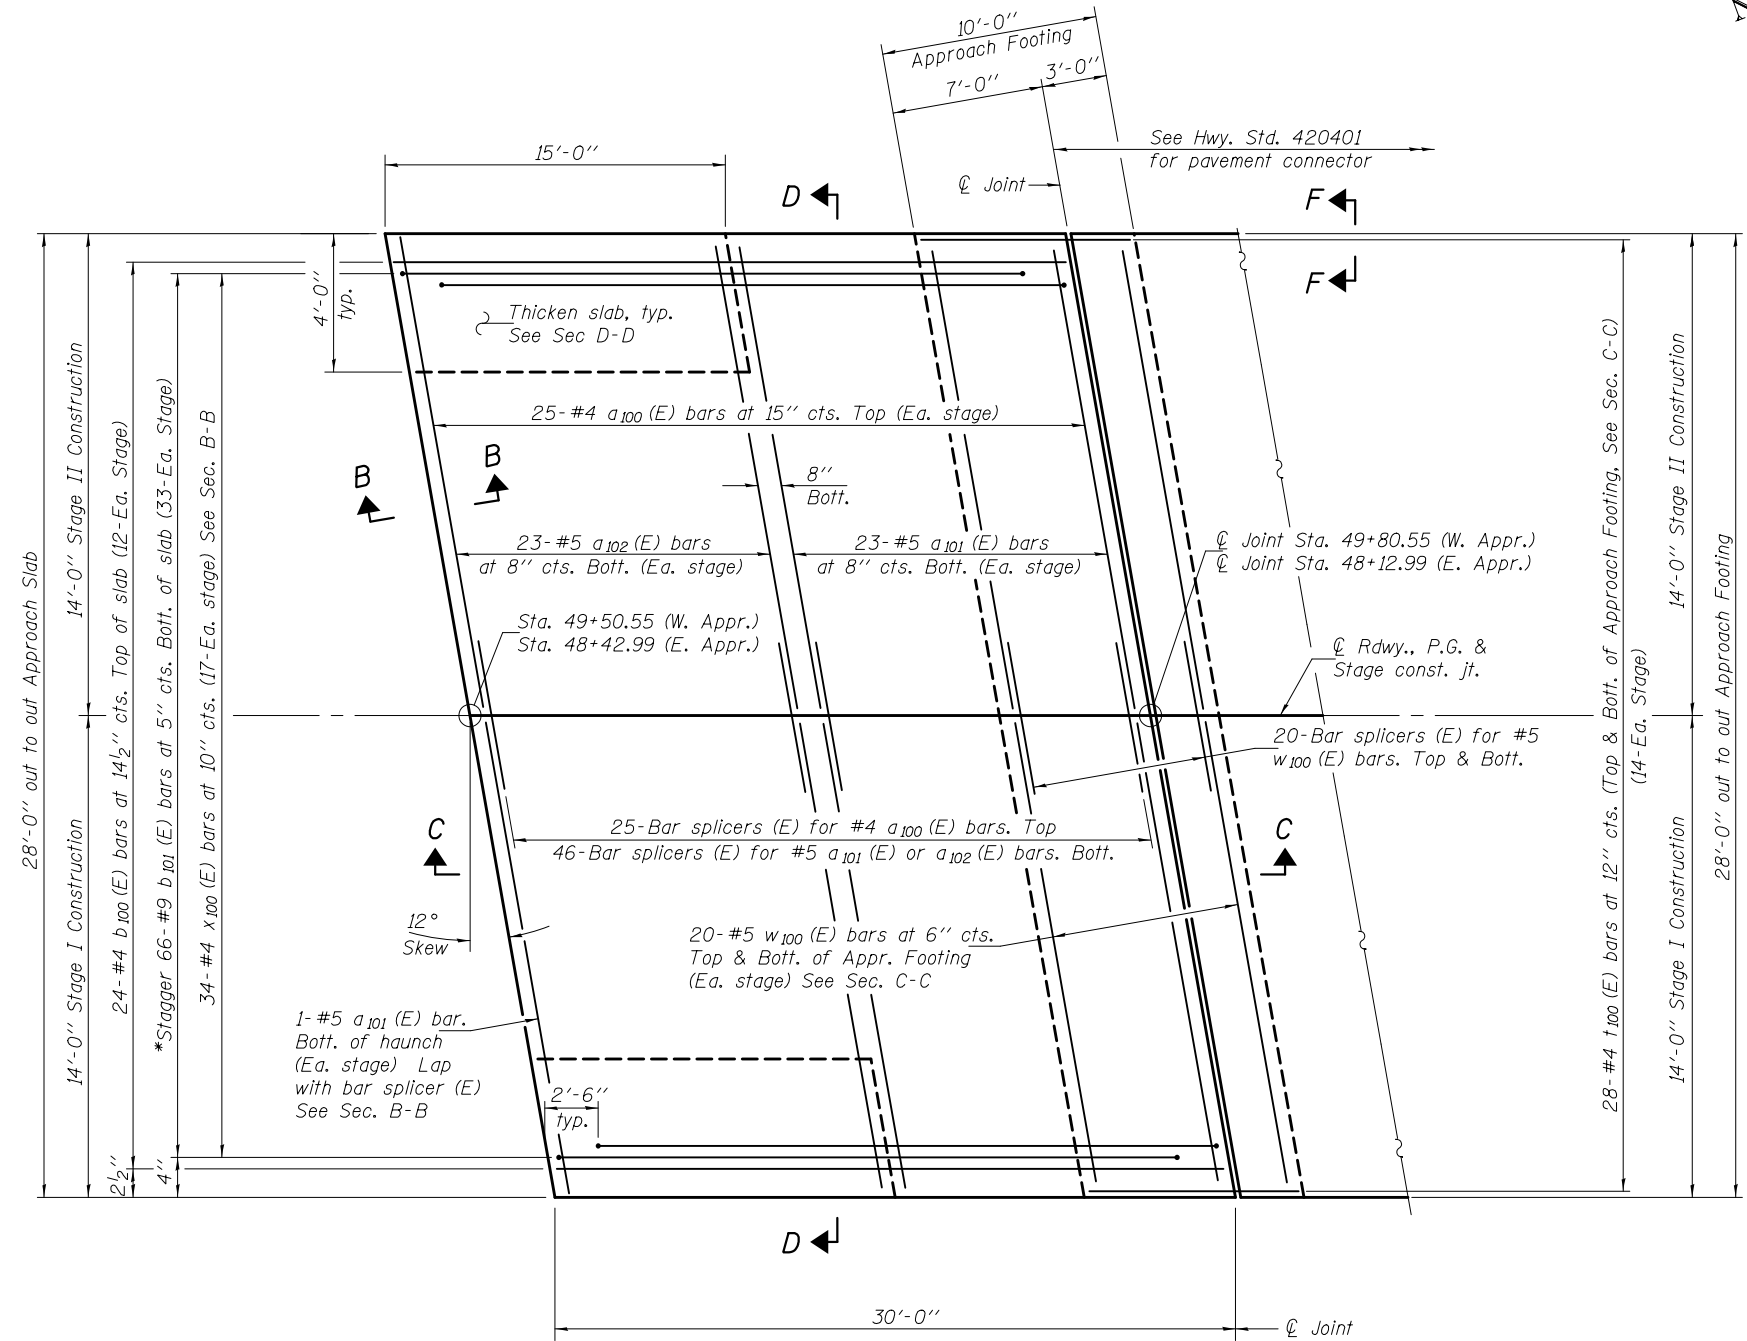 10'-0"
Approach Footing
7'-0"
3'-0"
See Hwy. Std. 420401
for pavement connector
15'-0"
℄ Joint
D
F
F
4'-0"
typ.
Thicken slab, typ.
See Sec D-D
25-#4 a100 (E) bars at 15" cts. Top (Ea. stage)
B
B
8"
Bott.
23-#5 a102 (E) bars
at 8" cts. Bott. (Ea. stage)
23-#5 a101 (E) bars
at 8" cts. Bott. (Ea. stage)
℄ Joint Sta. 49+80.55 (W. Appr.)
℄ Joint Sta. 48+12.99 (E. Appr.)
Sta. 49+50.55 (W. Appr.)
Sta. 48+42.99 (E. Appr.)
℄ Rdwy., P.G. &
Stage const. jt.
20-Bar splicers (E) for #5
w100 (E) bars. Top & Bott.
C
C
25-Bar splicers (E) for #4 a100 (E) bars. Top
46-Bar splicers (E) for #5 a101 (E) or a102 (E) bars. Bott.
12°
Skew
20-#5 w100 (E) bars at 6" cts.
Top & Bott. of Appr. Footing
(Ea. stage) See Sec. C-C
1-#5 a101 (E) bar.
Bott. of haunch
(Ea. stage) Lap
with bar splicer (E)
See Sec. B-B
2'-6"
typ.
D
30'-0"
℄ Joint
28'-0" out to out Approach Slab
14'-0" Stage II Construction
14'-0" Stage I Construction
24-#4 b100 (E) bars at 14½" cts. Top of slab (12-Ea. Stage)
2½"
*Stagger 66-#9 b101 (E) bars at 5" cts. Bott. of slab (33-Ea. Stage)
4"
34-#4 x100 (E) bars at 10" cts. (17-Ea. stage) See Sec. B-B
28-#4 t100 (E) bars at 12" cts. (Top & Bott. of Approach Footing, See Sec. C-C)
(14-Ea. Stage)
14'-0" Stage II Construction
14'-0" Stage I Construction
28'-0" out to out Approach Footing